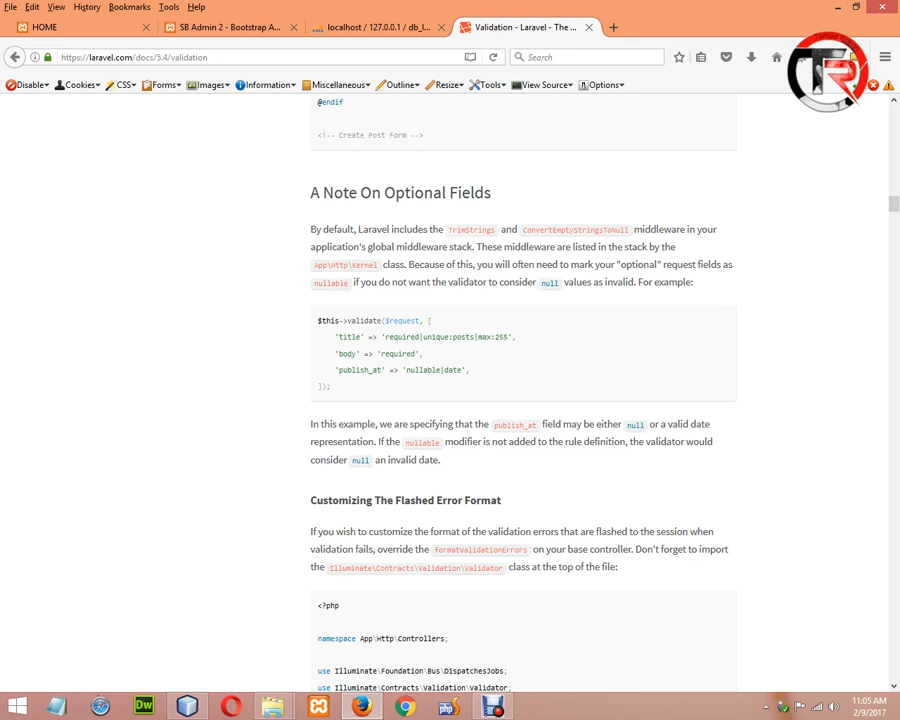 File Edit View History Bookmarks Tools Help
HOME
SB Admin 2 - Bootstrap A...
localhost / 127.0.0.1 / db_l...
Validation - Laravel - The ...
https://laravel.com/docs/5.4/validation
Search
Disable Cookies CSS Forms Images Information Miscellaneous Outline Resize Tools View Source Options
TR
@endif
<!-- Create Post Form -->
A Note On Optional Fields
By default, Laravel includes the TrimStrings and ConvertEmptyStringsToNull middleware in your
application's global middleware stack. These middleware are listed in the stack by the
App\Http\Kernel class. Because of this, you will often need to mark your "optional" request fields as
nullable if you do not want the validator to consider null values as invalid. For example:
$this->validate($request, [
'title' => 'required|unique:posts|max:255',
'body' => 'required',
'publish_at' => 'nullable|date',
]);
In this example, we are specifying that the publish_at field may be either null or a valid date
representation. If the nullable modifier is not added to the rule definition, the validator would
consider null an invalid date.
Customizing The Flashed Error Format
If you wish to customize the format of the validation errors that are flashed to the session when
validation fails, override the formatValidationErrors on your base controller. Don't forget to import
the Illuminate\Contracts\Validation\Validator class at the top of the file:
<?php
namespace App\Http\Controllers;
use Illuminate\Foundation\Bus\DispatchesJobs;
use Illuminate\Contracts\Validation\Validator;
Dw
php
11:05 AM
2/9/2017